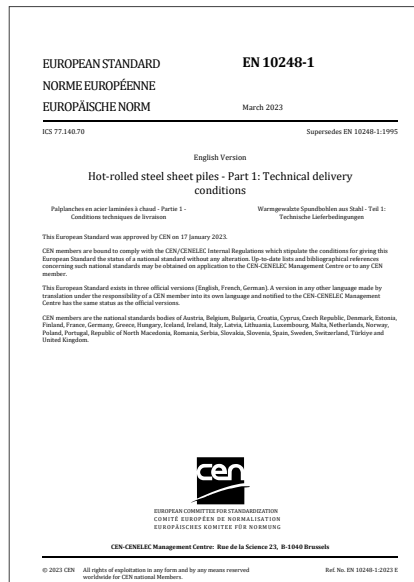 EUROPEAN STANDARD
NORME EUROPÉENNE
EUROPÄISCHE NORM
EN 10248-1
March 2023
ICS 77.140.70
Supersedes EN 10248-1:1995
English Version
Hot-rolled steel sheet piles - Part 1: Technical delivery
conditions
Palplanches en acier laminées à chaud - Partie 1 -
Conditions techniques de livraison
Warmgewalzte Spundbohlen aus Stahl - Teil 1:
Technische Lieferbedingungen
This European Standard was approved by CEN on 17 January 2023.
CEN members are bound to comply with the CEN/CENELEC Internal Regulations which stipulate the conditions for giving this
European Standard the status of a national standard without any alteration. Up-to-date lists and bibliographical references
concerning such national standards may be obtained on application to the CEN-CENELEC Management Centre or to any CEN
member.
This European Standard exists in three official versions (English, French, German). A version in any other language made by
translation under the responsibility of a CEN member into its own language and notified to the CEN-CENELEC Management
Centre has the same status as the official versions.
CEN members are the national standards bodies of Austria, Belgium, Bulgaria, Croatia, Cyprus, Czech Republic, Denmark, Estonia,
Finland, France, Germany, Greece, Hungary, Iceland, Ireland, Italy, Latvia, Lithuania, Luxembourg, Malta, Netherlands, Norway,
Poland, Portugal, Republic of North Macedonia, Romania, Serbia, Slovakia, Slovenia, Spain, Sweden, Switzerland, Türkiye and
United Kingdom.
cen
EUROPEAN COMMITTEE FOR STANDARDIZATION
COMITÉ EUROPÉEN DE NORMALISATION
EUROPÄISCHES KOMITEE FÜR NORMUNG
CEN-CENELEC Management Centre: Rue de la Science 23, B-1040 Brussels
© 2023 CEN All rights of exploitation in any form and by any means reserved
worldwide for CEN national Members.
Ref. No. EN 10248-1:2023 E